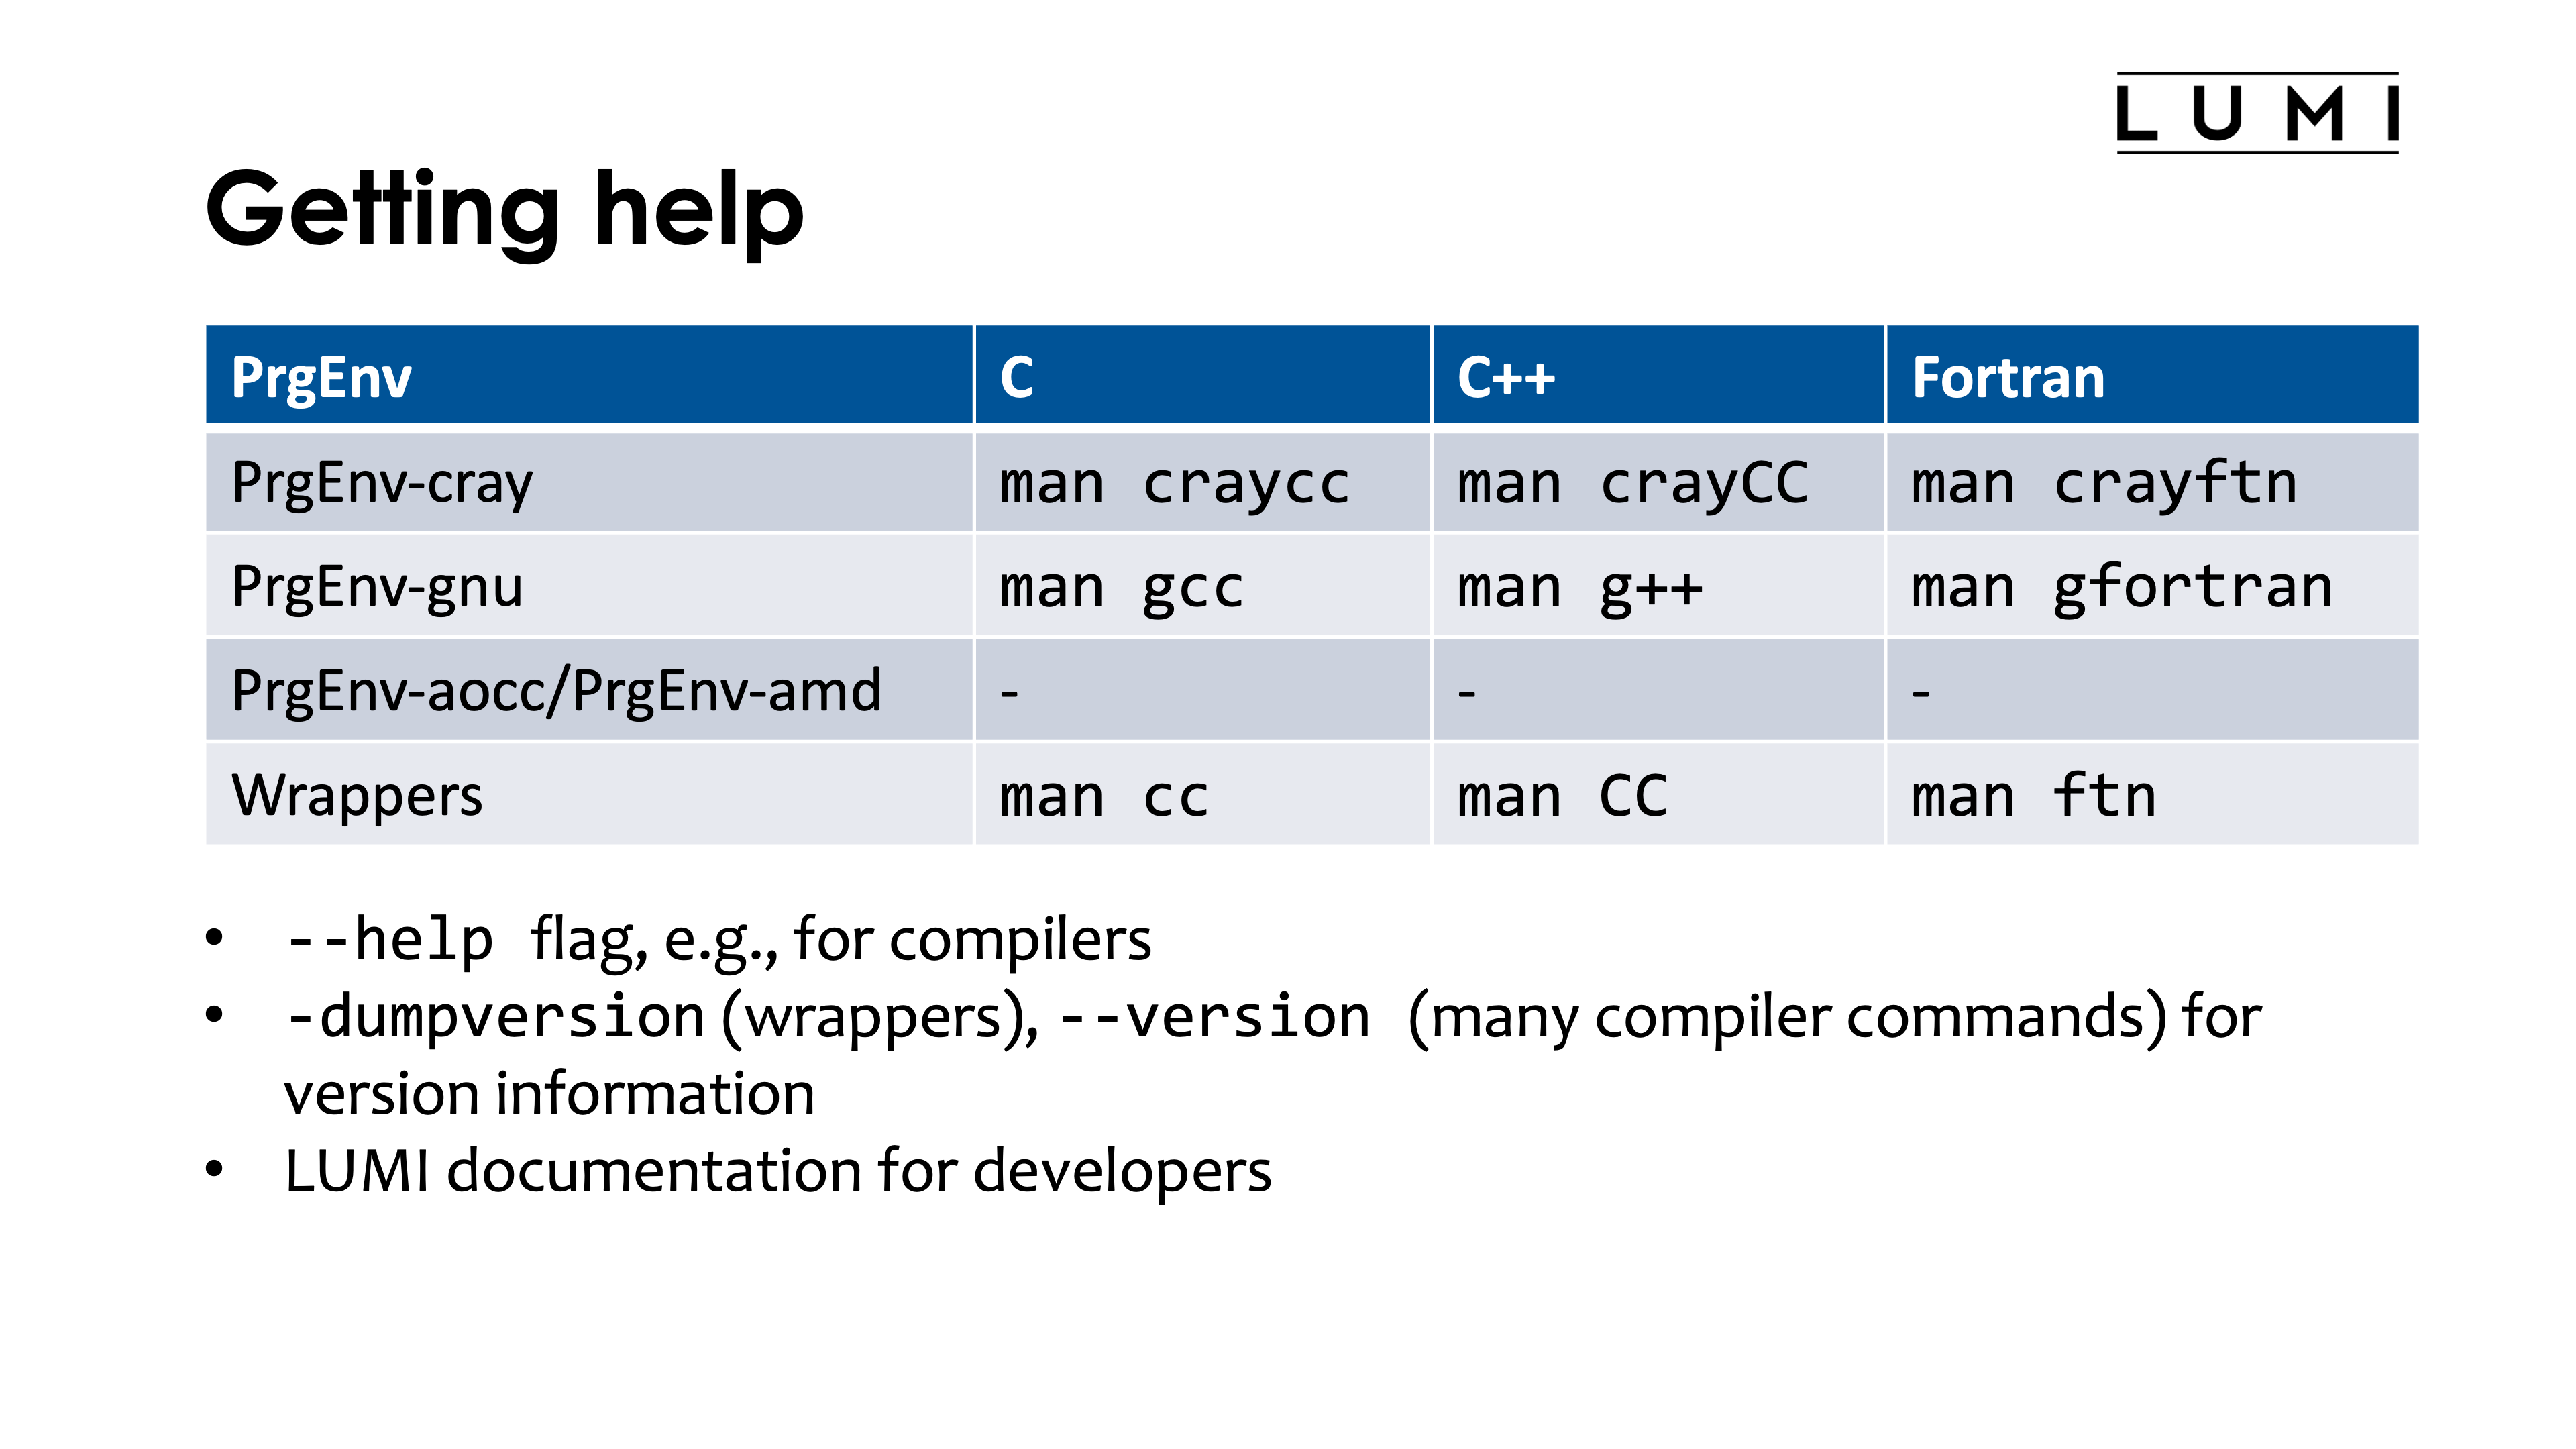 LUMI
Getting help
PrgEnv C C++ Fortran
PrgEnv-cray man craycc man crayCC man crayftn
PrgEnv-gnu man gcc man g++ man gfortran
PrgEnv-aocc/PrgEnv-amd - - -
Wrappers man cc man CC man ftn
• --help flag, e.g., for compilers
• -dumpversion (wrappers), --version (many compiler commands) for
version information
• LUMI documentation for developers